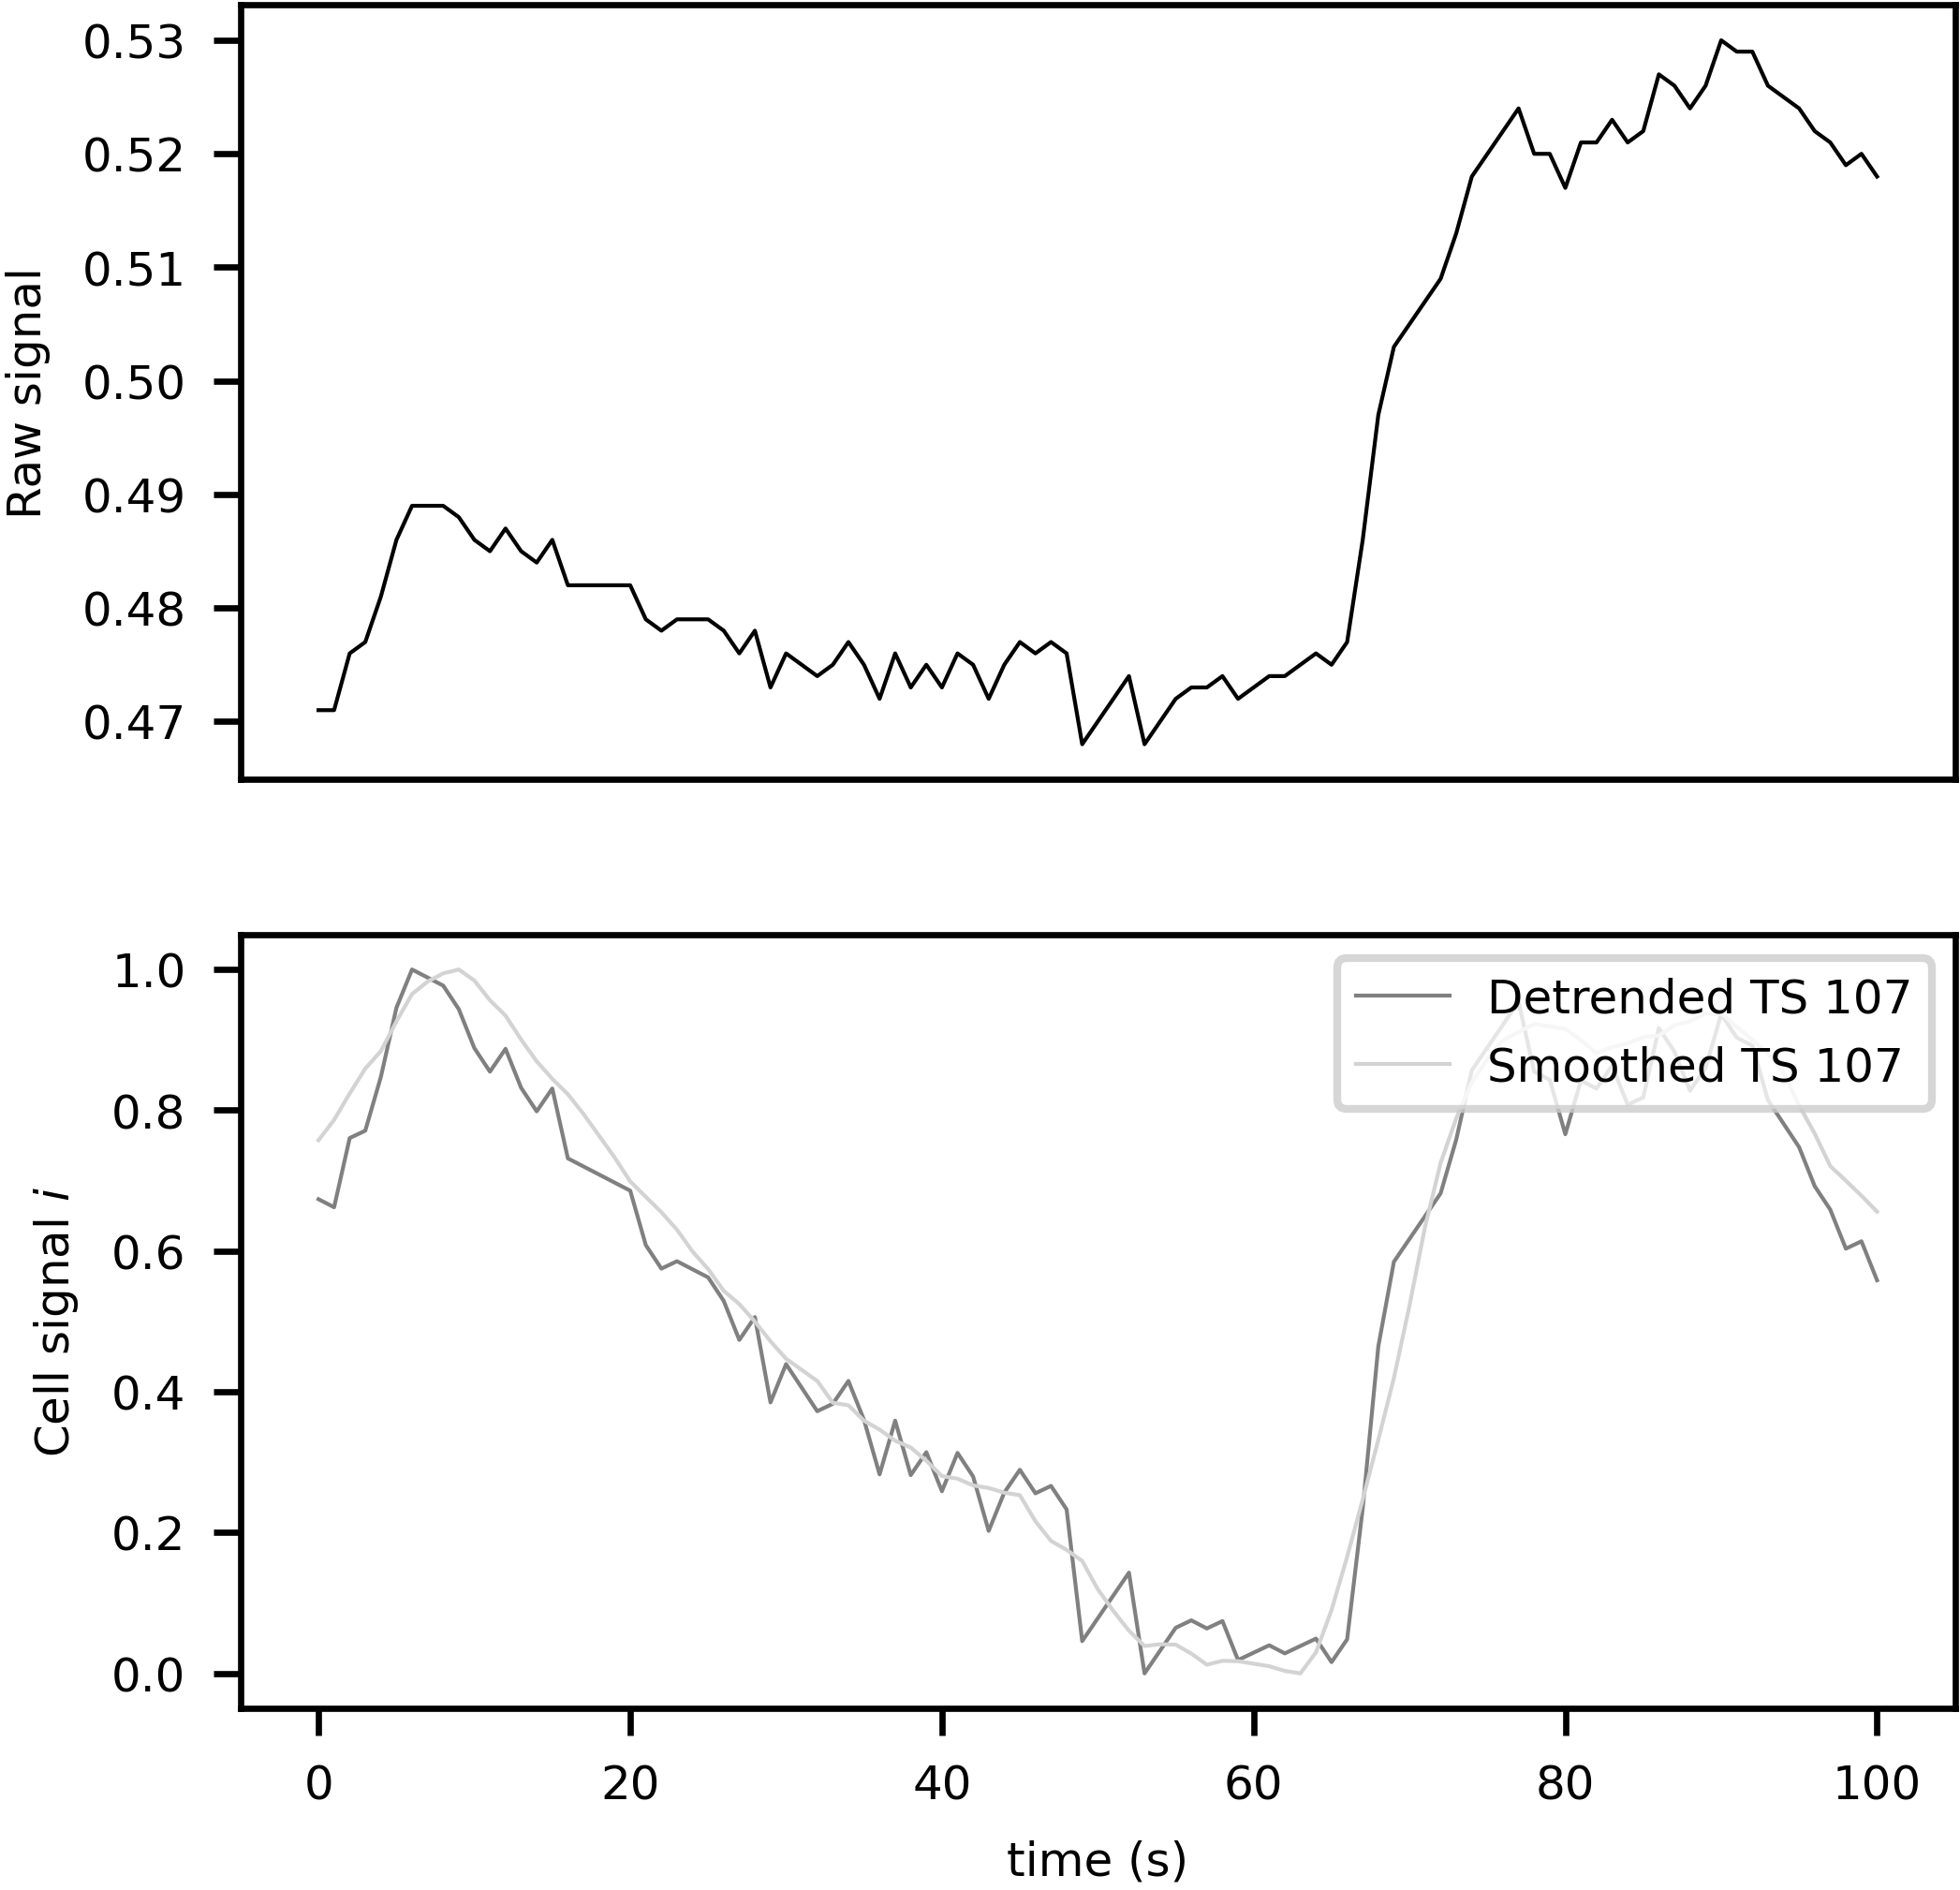 0.53
0.52
0.51
0.50
0.49
0.48
0.47
Raw signal
1.0
0.8
0.6
0.4
0.2
0.0
Cell signal i
Detrended TS 107
Smoothed TS 107
0 20 40 60 80 100
time (s)